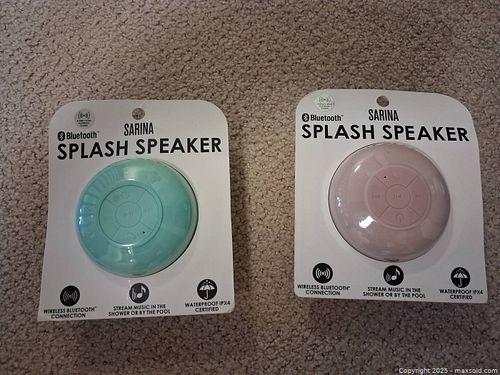 Bluetooth™
SARINA
SPLASH SPEAKER
WIRELESS BLUETOOTH®
CONNECTION
STREAM MUSIC IN THE
SHOWER OR BY THE POOL
WATERPROOF IPX4
CERTIFIED
Bluetooth™
SARINA
SPLASH SPEAKER
WIRELESS BLUETOOTH®
CONNECTION
STREAM MUSIC IN THE
SHOWER OR BY THE POOL
WATERPROOF IPX4
CERTIFIED
Copyright 2025 - maxsold.com